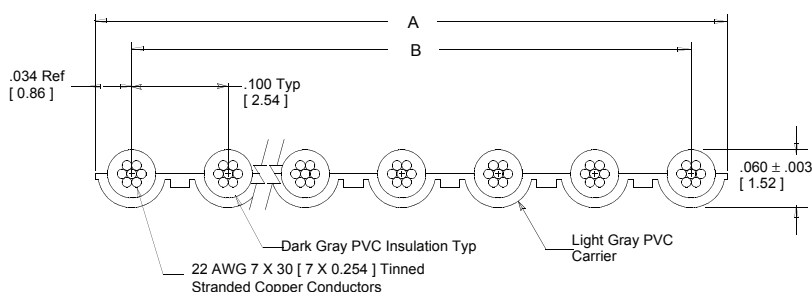 A
B
.034 Ref
[ 0.86 ]
.100 Typ
[ 2.54 ]
.060 ± .003
[ 1.52 ]
Dark Gray PVC Insulation Typ
Light Gray PVC
Carrier
22 AWG 7 X 30 [ 7 X 0.254 ] Tinned
Stranded Copper Conductors